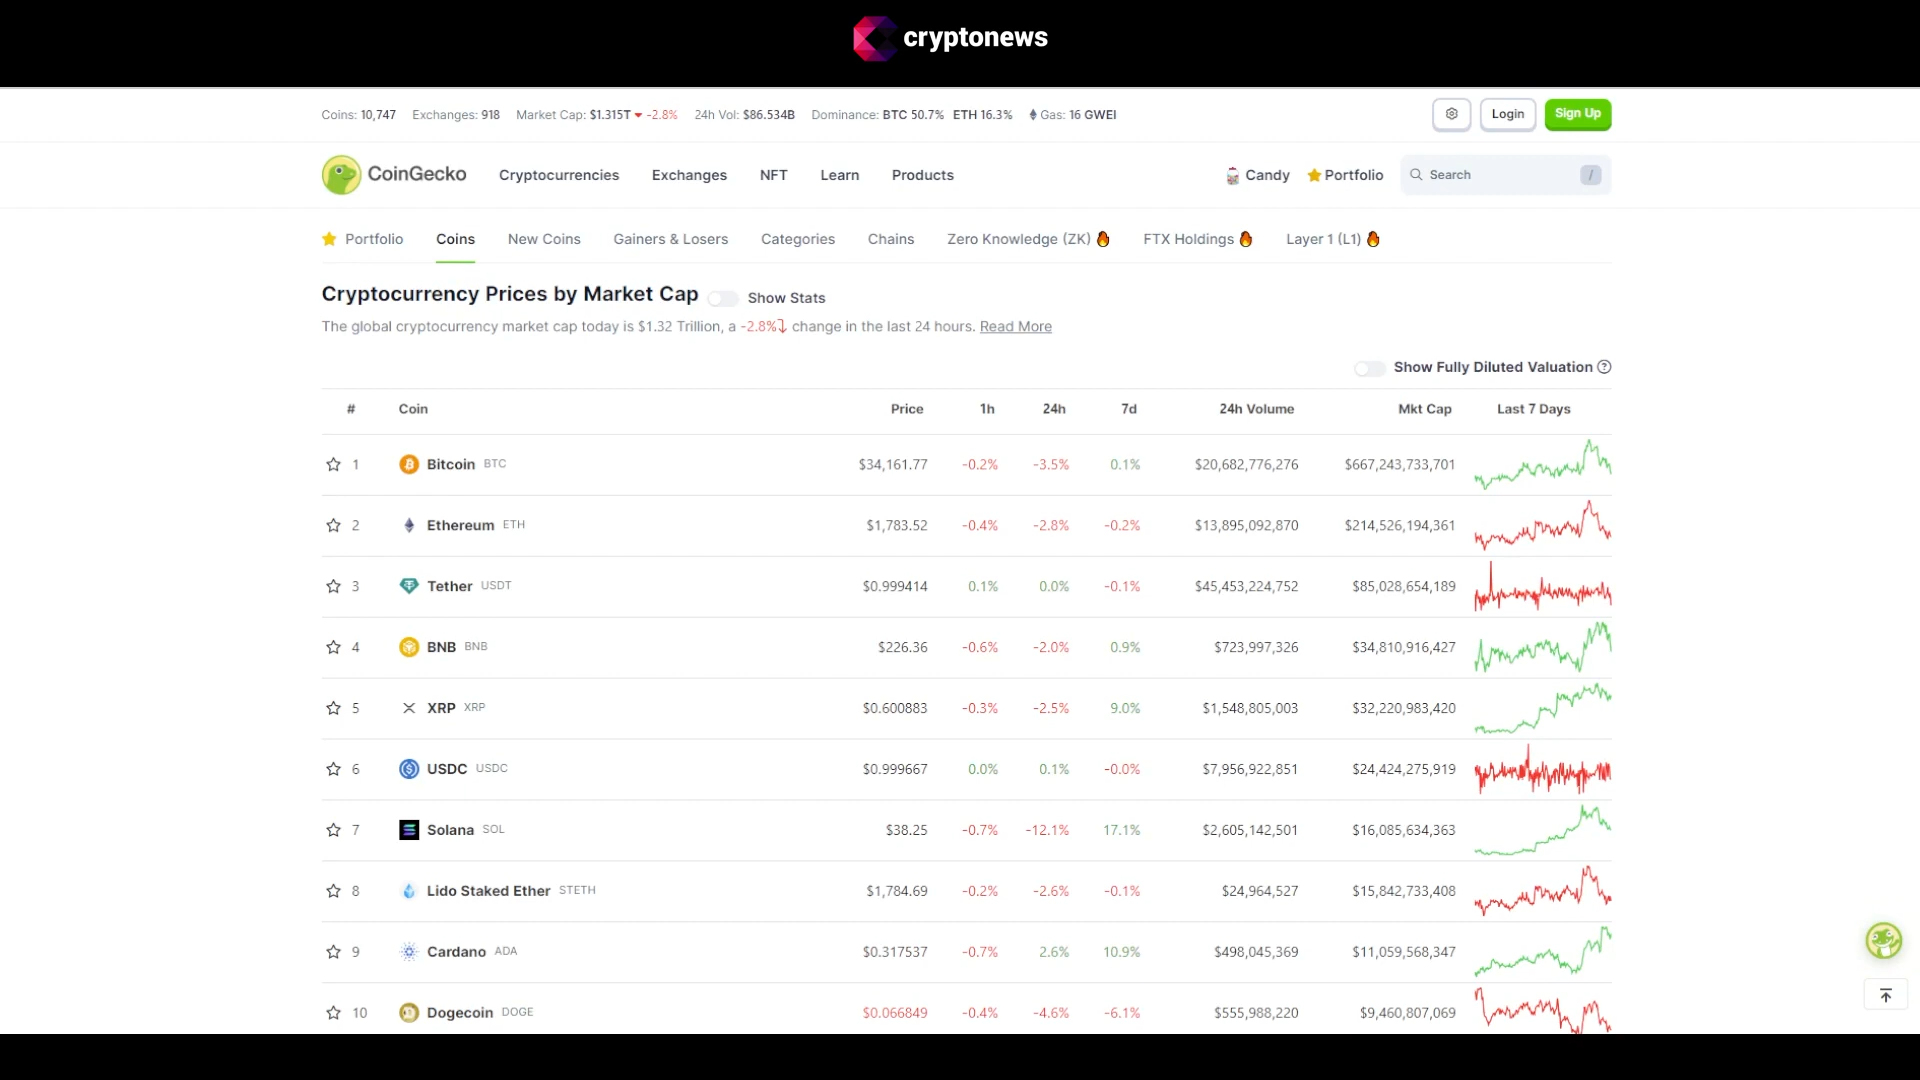 cryptonews
Coins: 10,747 Exchanges: 918 Market Cap: $1.315T -2.8% 24h Vol: $86.534B Dominance: BTC 50.7% ETH 16.3% Gas: 16 GWEI Login Sign Up
CoinGecko Cryptocurrencies Exchanges NFT Learn Products Candy Portfolio Search /
Portfolio Coins New Coins Gainers & Losers Categories Chains Zero Knowledge (ZK) FTX Holdings Layer 1 (L1)
Cryptocurrency Prices by Market Cap Show Stats
The global cryptocurrency market cap today is $1.32 Trillion, a -2.8% change in the last 24 hours. Read More
Show Fully Diluted Valuation ?
# Coin Price 1h 24h 7d 24h Volume Mkt Cap Last 7 Days
1 Bitcoin BTC $34,161.77 -0.2% -3.5% 0.1% $20,682,776,276 $667,243,733,701
2 Ethereum ETH $1,783.52 -0.4% -2.8% -0.2% $13,895,092,870 $214,526,194,361
3 Tether USDT $0.999414 0.1% 0.0% -0.1% $45,453,224,752 $85,028,654,189
4 BNB BNB $226.36 -0.6% -2.0% 0.9% $723,997,326 $34,810,916,427
5 XRP XRP $0.600883 -0.3% -2.5% 9.0% $1,548,805,003 $32,220,983,420
6 USDC USDC $0.999667 0.0% 0.1% -0.0% $7,956,922,851 $24,424,275,919
7 Solana SOL $38.25 -0.7% -12.1% 17.1% $2,605,142,501 $16,085,634,363
8 Lido Staked Ether STETH $1,784.69 -0.2% -2.6% -0.1% $24,964,527 $15,842,733,408
9 Cardano ADA $0.317537 -0.7% 2.6% 10.9% $498,045,369 $11,059,568,347
10 Dogecoin DOGE $0.066849 -0.4% -4.6% -6.1% $555,988,220 $9,460,807,069